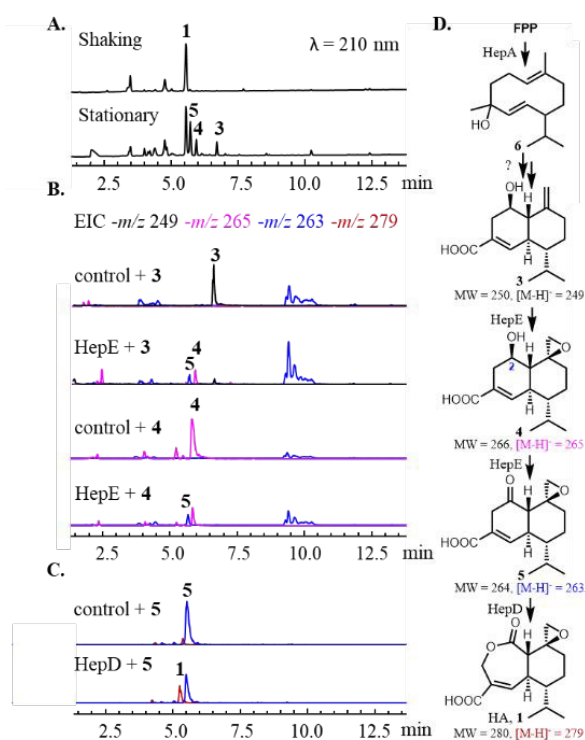 A.
Shaking
1
λ = 210 nm
Stationary
5
4
3
2.5 5.0 7.5 10.0 12.5 min
B.
EIC -m/z 249 -m/z 265 -m/z 263 -m/z 279
control + 3
3
HepE + 3
4
5
control + 4
4
HepE + 4
5
2.5 5.0 7.5 10.0 12.5 min
C.
control + 5
5
HepD + 5
1
5
2.5 5.0 7.5 10.0 12.5 min
D.
FPP
HepA
HO
6
?
OH
H
HOOC
H
3
MW = 250, [M-H]- = 249
HepE
OH
2
H
O
HOOC
H
4
MW = 266, [M-H]- = 265
HepE
O
H
O
HOOC
H
5
MW = 264, [M-H]- = 263
HepD
O
O
H
O
HOOC
H
HA, 1
MW = 280, [M-H]- = 279